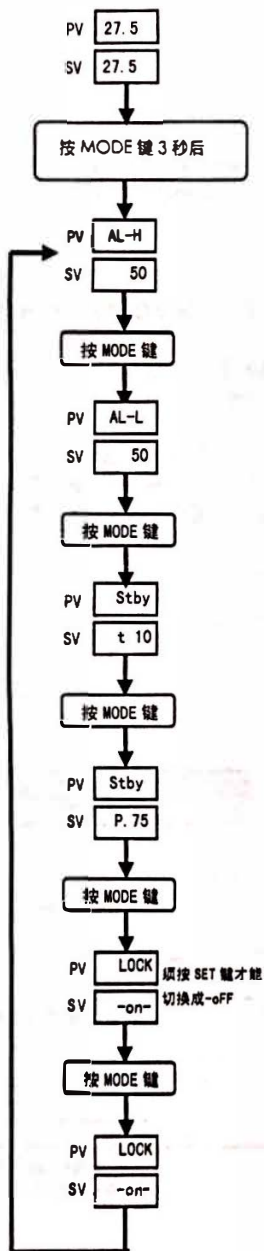 PV 27.5
SV 27.5
按 MODE 键 3 秒后
PV AL-H
SV 50
按 MODE 键
PV AL-L
SV 50
按 MODE 键
PV Stby
SV t 10
按 MODE 键
PV Stby
SV P.75
按 MODE 键
PV LOCK 须按 SET 键才能
SV -on- 切换成-oFF
按 MODE 键
PV LOCK
SV -on-